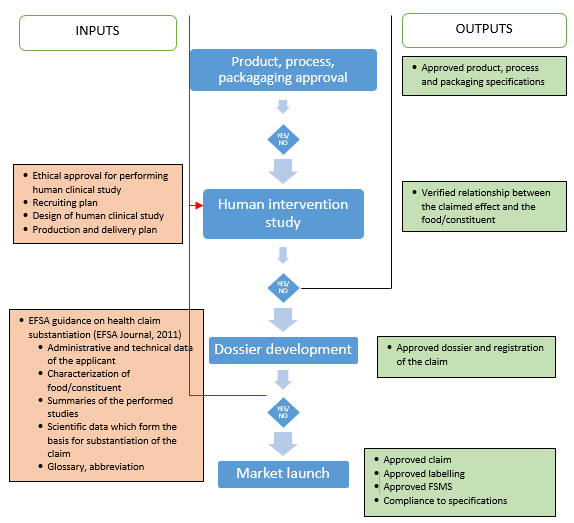 INPUTS
OUTPUTS
Product, process,
packagaging approval
• Approved product, process
and packaging specifications
YES/
NO
• Ethical approval for performing
human clinical study
• Recruiting plan
• Design of human clinical study
• Production and delivery plan
Human intervention
study
• Verified relationship between
the claimed effect and the
food/constituent
YES/
NO
• EFSA guidance on health claim
substantiation (EFSA Journal, 2011)
• Administrative and technical data
of the applicant
• Characterization of
food/constituent
• Summaries of the performed
studies
• Scientific data which form the
basis for substantiation of the
claim
• Glossary, abbreviation
Dossier development
• Approved dossier and registration
of the claim
YES/
NO
Market launch
• Approved claim
• Approved labelling
• Approved FSMS
• Compliance to specifications